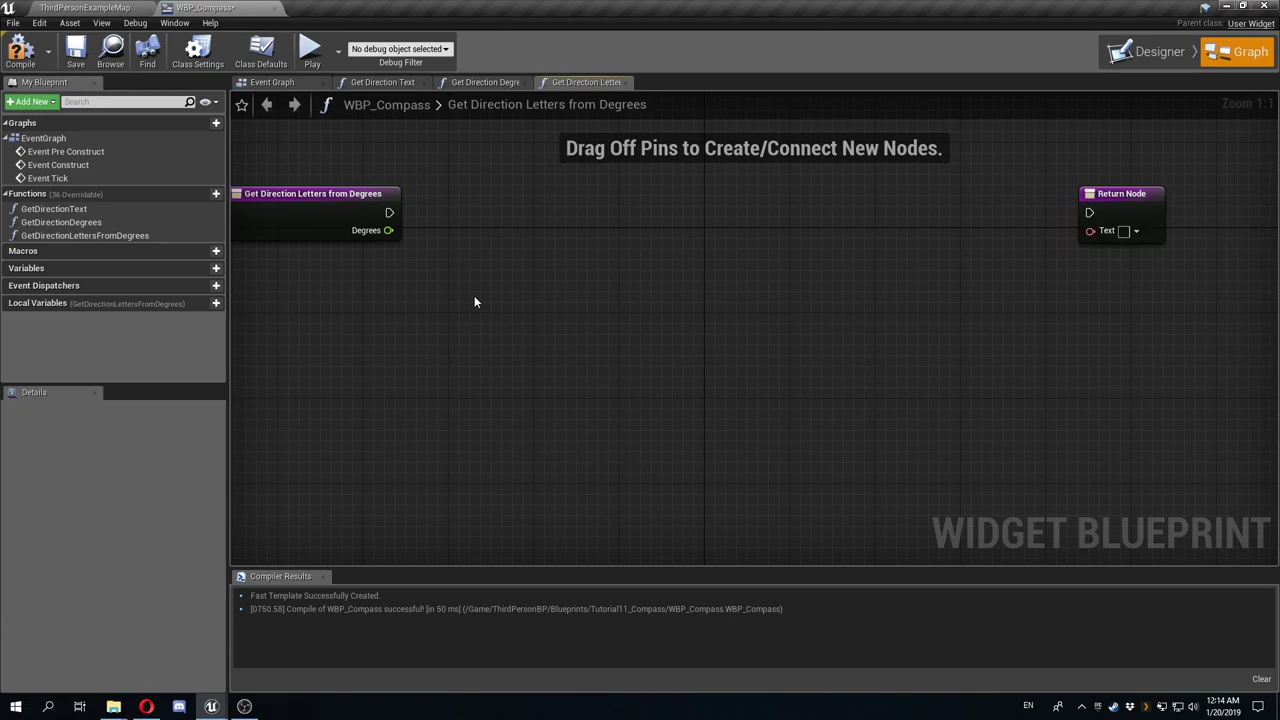 ThirdPersonExampleMap
WBP_Compass*
File Edit Asset View Debug Window Help
Parent class: User Widget
Compile
Save
Browse
Find
Class Settings
Class Defaults
Play
No debug object selected
Debug Filter
Designer
Graph
My Blueprint
Event Graph
Get Direction Text
Get Direction Degre
Get Direction Letter
+Add New
Search
WBP_Compass > Get Direction Letters from Degrees
Zoom 1:1
Graphs
EventGraph
Event Pre Construct
Event Construct
Event Tick
Functions (36 Overridable)
GetDirectionText
GetDirectionDegrees
GetDirectionLettersFromDegrees
Macros
Variables
Event Dispatchers
Local Variables (GetDirectionLettersFromDegrees)
Details
Drag Off Pins to Create/Connect New Nodes.
Get Direction Letters from Degrees
Degrees
Return Node
Text
WIDGET BLUEPRINT
Compiler Results
Fast Template Successfully Created.
[0750.58] Compile of WBP_Compass successful! [in 50 ms] (/Game/ThirdPersonBP/Blueprints/Tutorial11_Compass/WBP_Compass.WBP_Compass)
Clear
EN
12:14 AM
1/20/2019